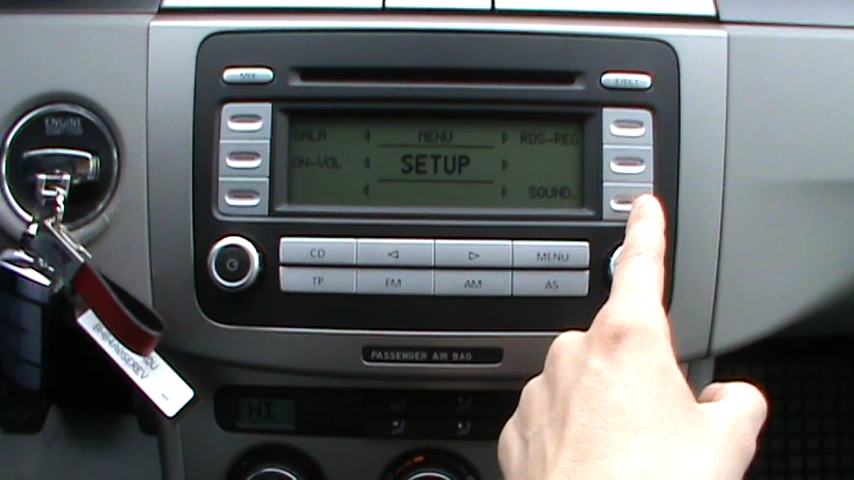 ENGINE
MIX
EJECT
GALA MENU RDS-REG
ON-VOL SETUP
SOUND
CD MENU
TP FM AM AS
PASSENGER AIR BAG
HI